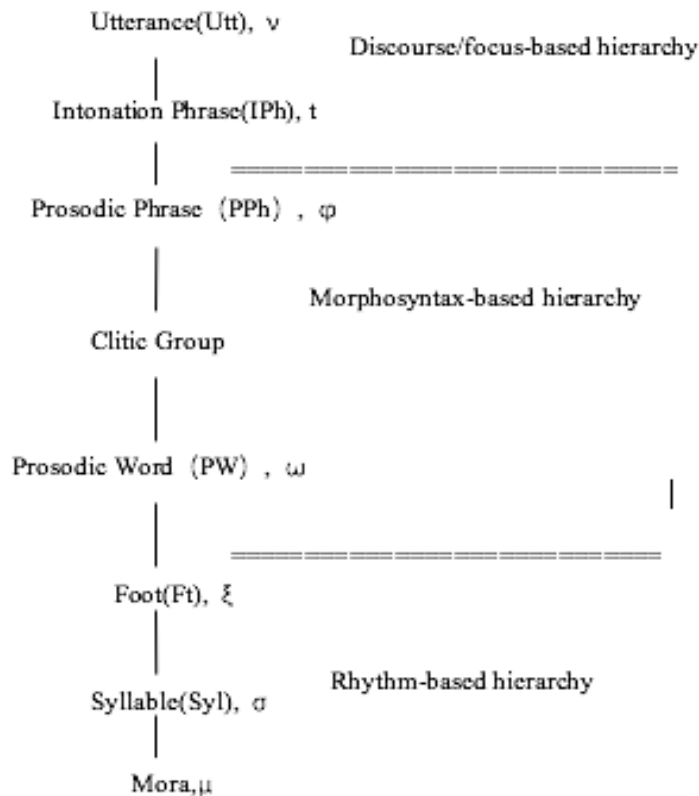 Utterance(Utt), ν
Discourse/focus-based hierarchy
Intonation Phrase(IPh), t
Prosodic Phrase (PPh) , φ
Morphosyntax-based hierarchy
Clitic Group
Prosodic Word (PW) , ω
Foot(Ft), ξ
Rhythm-based hierarchy
Syllable(Syl), σ
Mora,μ